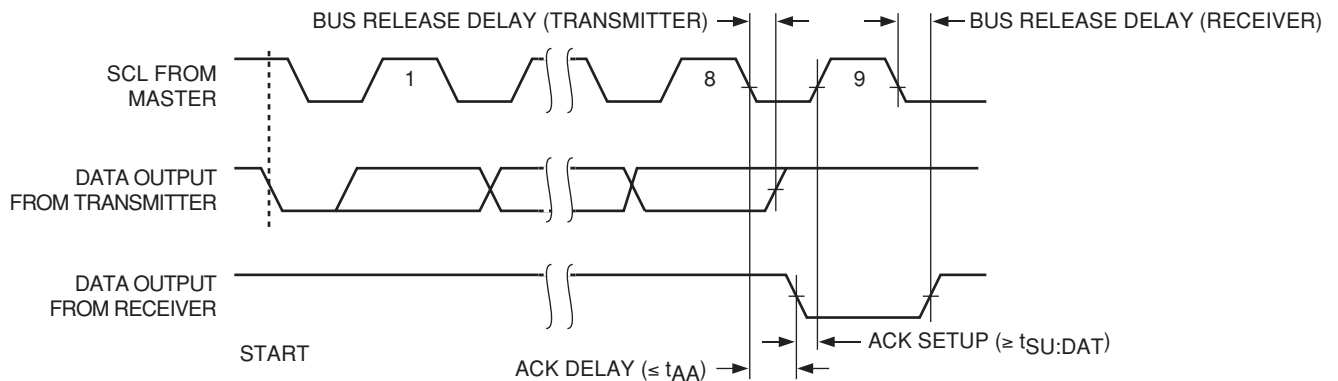 BUS RELEASE DELAY (TRANSMITTER)
BUS RELEASE DELAY (RECEIVER)
SCL FROM
MASTER
1
8
9
DATA OUTPUT
FROM TRANSMITTER
DATA OUTPUT
FROM RECEIVER
START
ACK SETUP (≥ tSU:DAT)
ACK DELAY (≤ tAA)